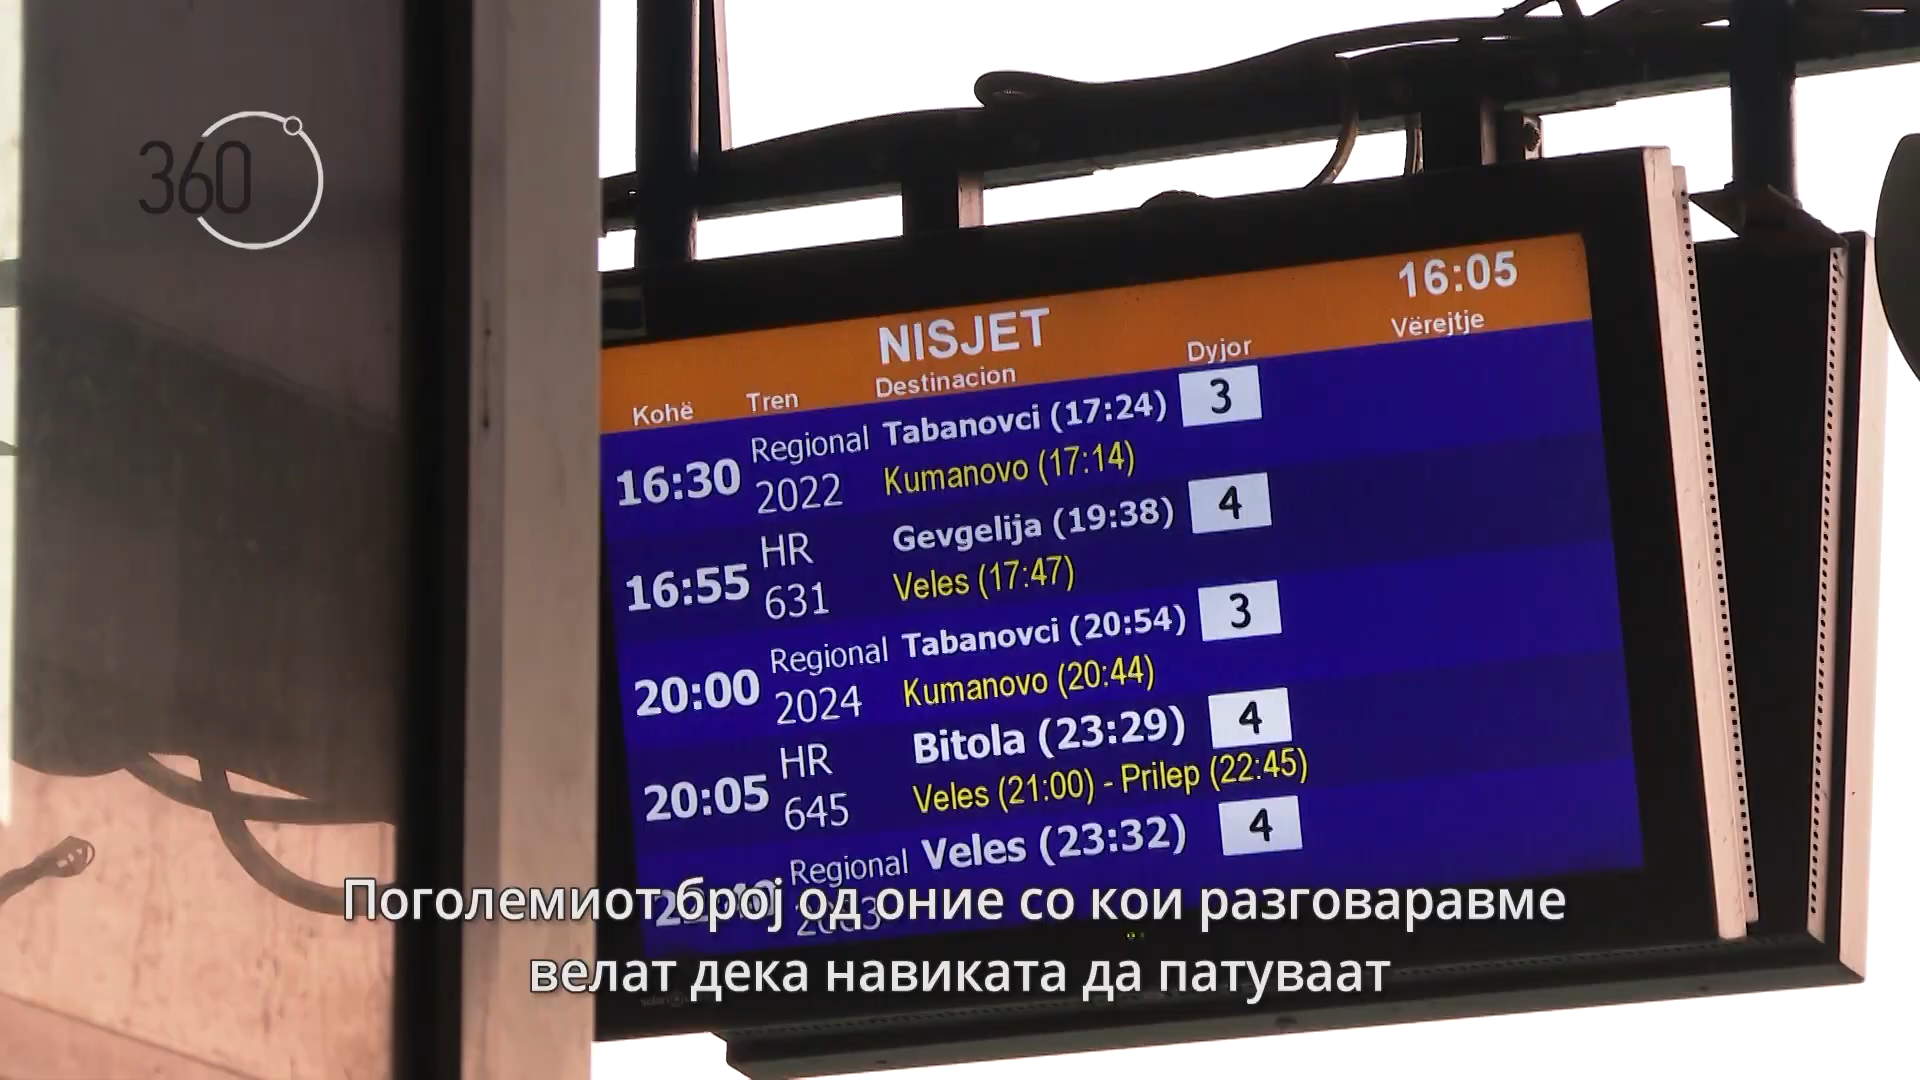 360
16:05
NISJET
Kohë Tren Destinacion Dyjor Vërejtje
16:30 Regional 2022 Tabanovci (17:24) 3
Kumanovo (17:14)
16:55 HR 631 Gevgelija (19:38) 4
Veles (17:47)
20:00 Regional 2024 Tabanovci (20:54) 3
Kumanovo (20:44)
20:05 HR 645 Bitola (23:29) 4
Veles (21:00) - Prilep (22:45)
Regional Veles (23:32) 4
Поголемиот број од оние со кои разговаравме
велат дека навиката да патуваат